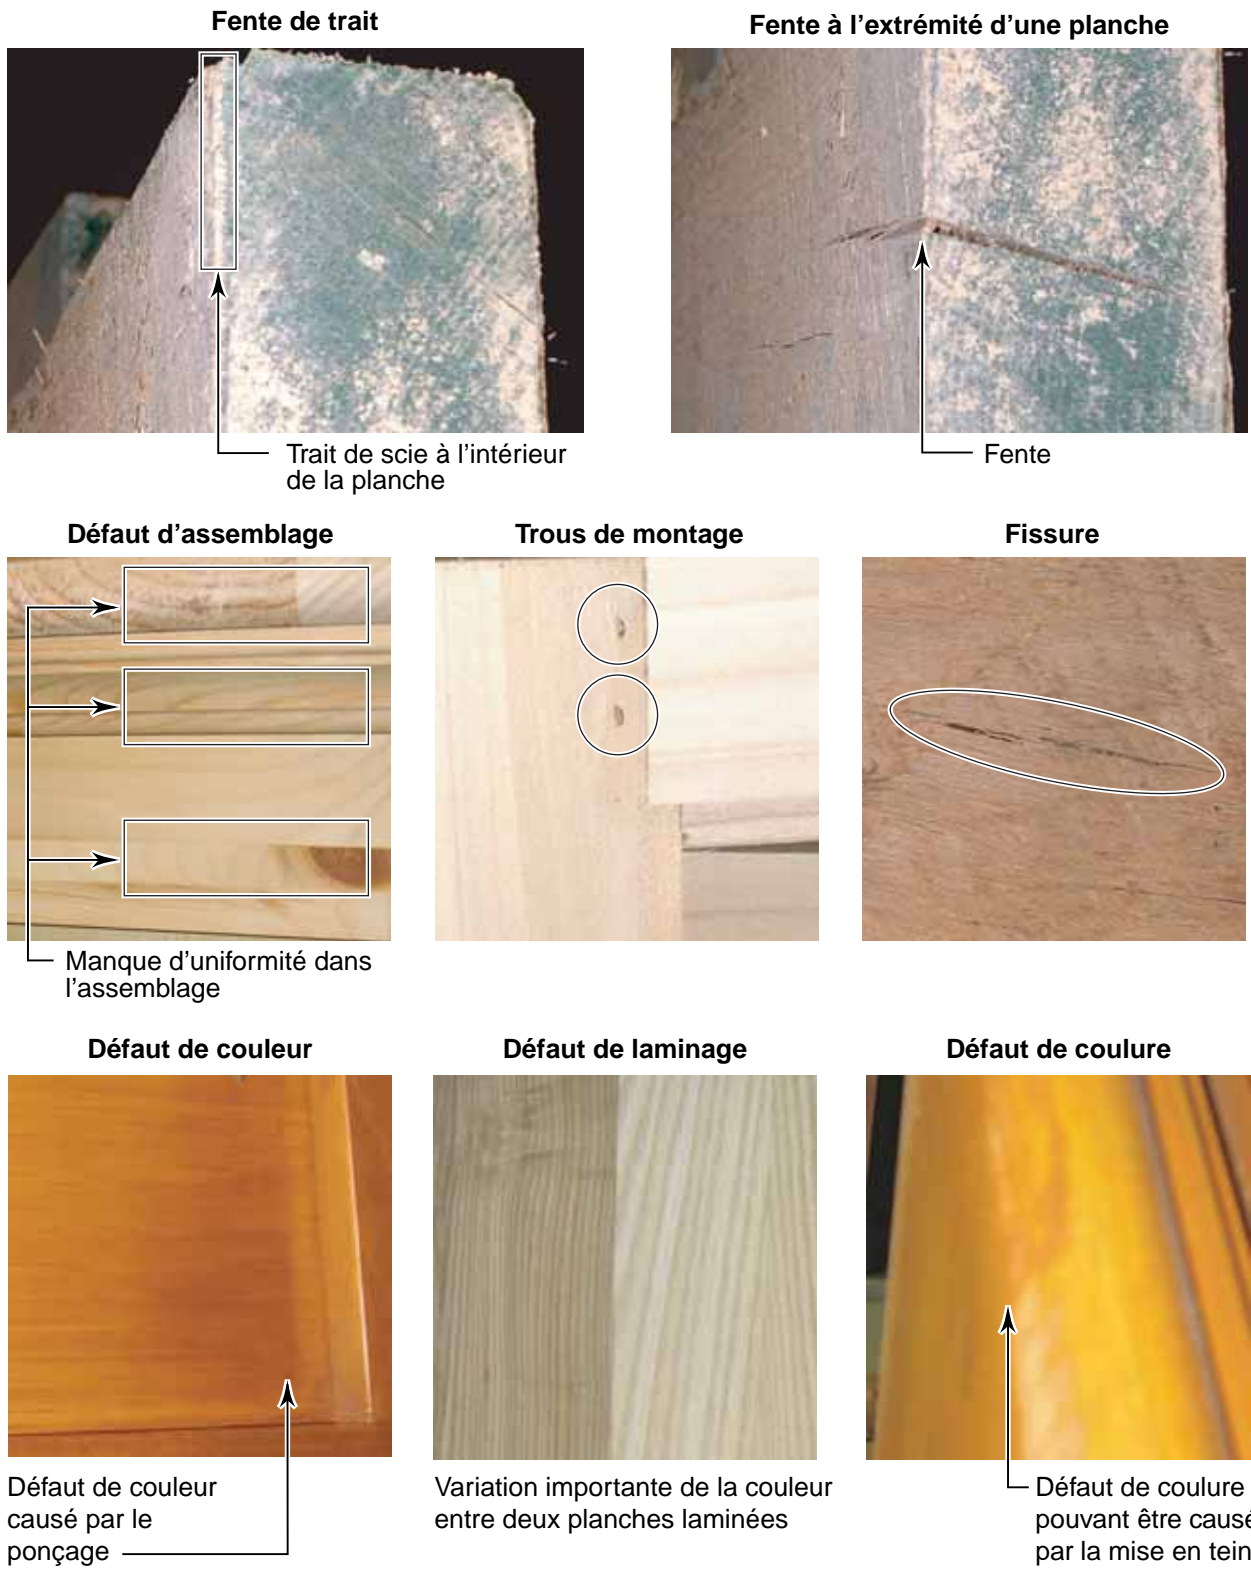 Fente de trait
Fente à l'extrémité d'une planche
Trait de scie à l'intérieur
de la planche
Fente
Défaut d'assemblage
Trous de montage
Fissure
Manque d'uniformité dans
l'assemblage
Défaut de couleur
Défaut de laminage
Défaut de coulure
Défaut de couleur
causé par le
ponçage
Variation importante de la couleur
entre deux planches laminées
Défaut de coulure
pouvant être causé
par la mise en tein